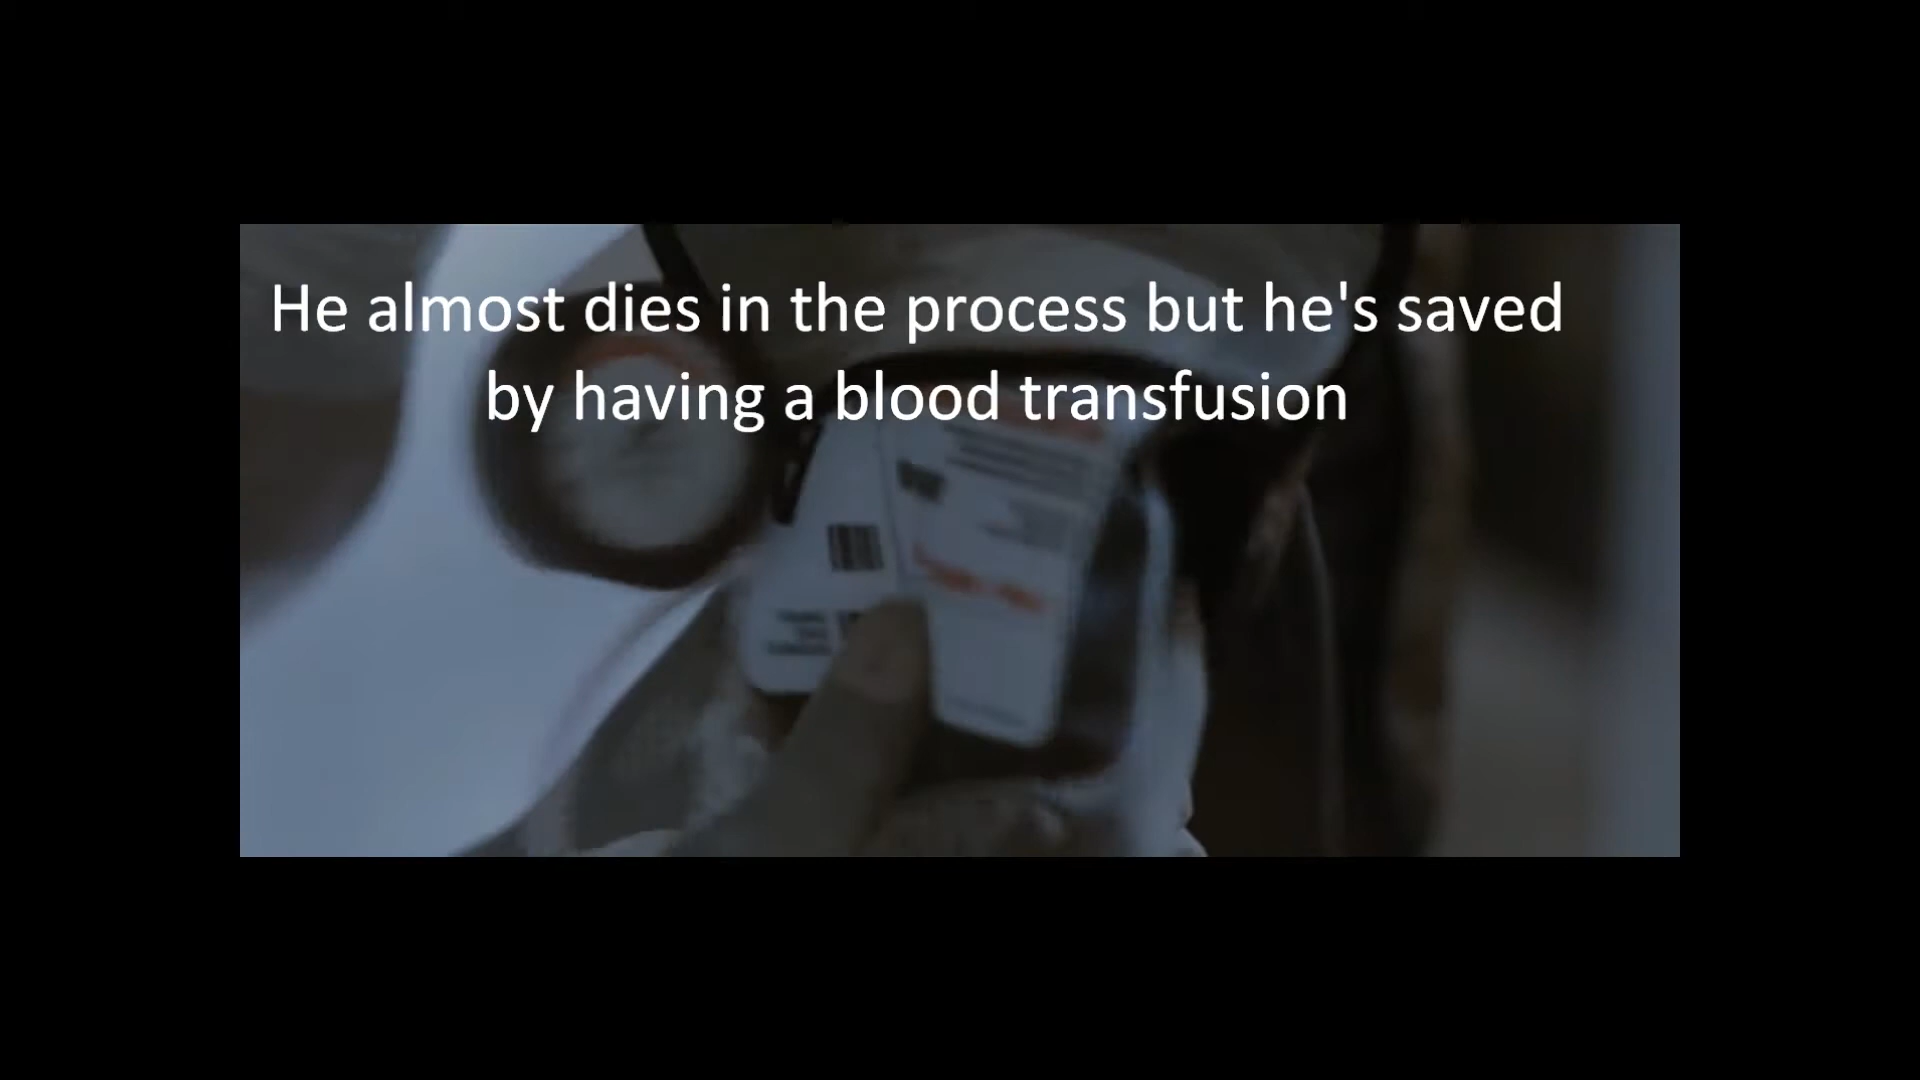 He almost dies in the process but he's saved
by having a blood transfusion